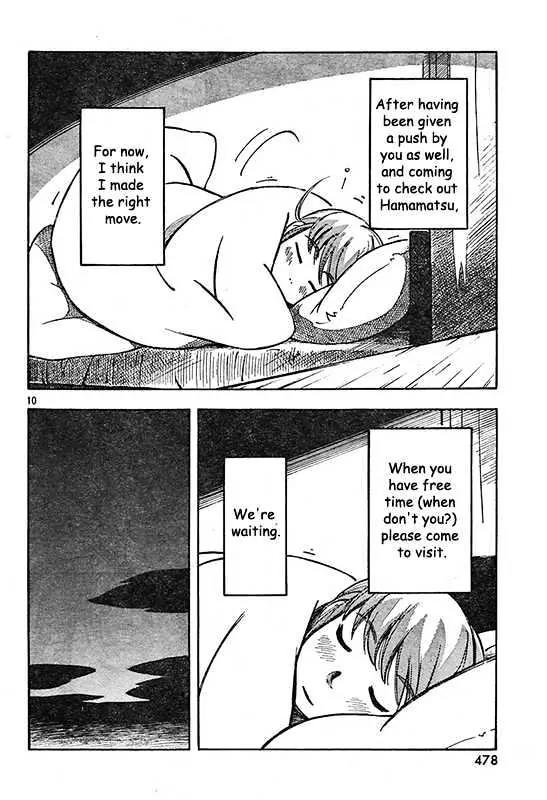 After having
been given
a push by
you as well,
and coming
to check out
Hamamatsu,
For now,
I think
I made
the right
move.
10
When you
have free
time (when
don't you?)
please come
to visit.
We're
waiting.
478